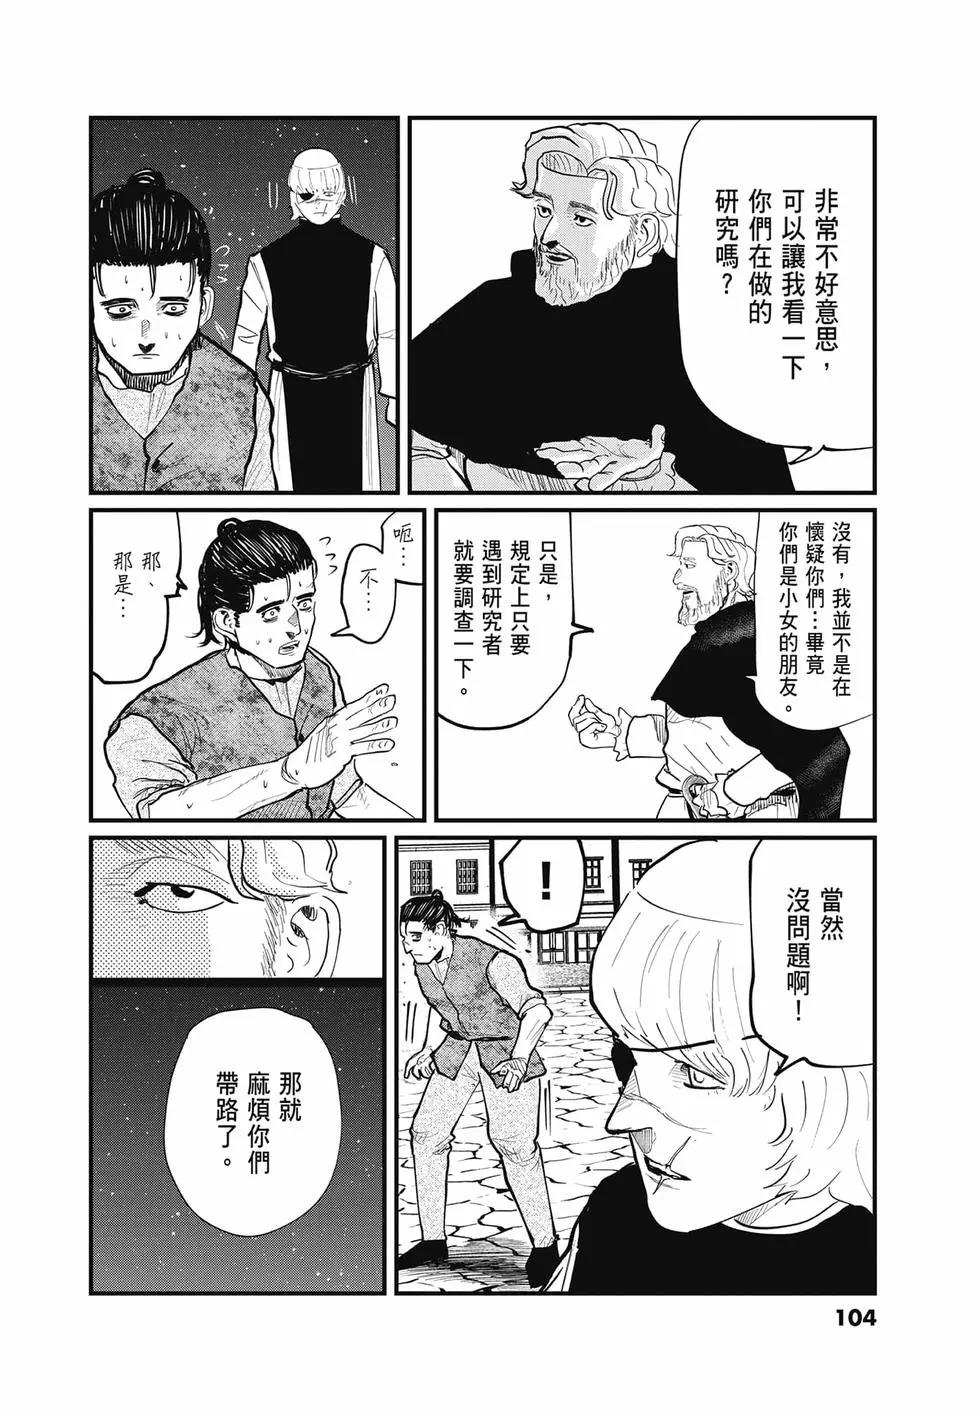 非常不好意思，
可以讓我看一下
你們在做的
研究嗎？
沒有，我並不是在
懷疑你們…畢竟
你們是小女的朋友。
只是，
規定上只要
遇到研究者
就要調查一下。
呃…
不…
那、
那是…
當然
沒問題啊！
！
那就
麻煩你們
帶路了。
104